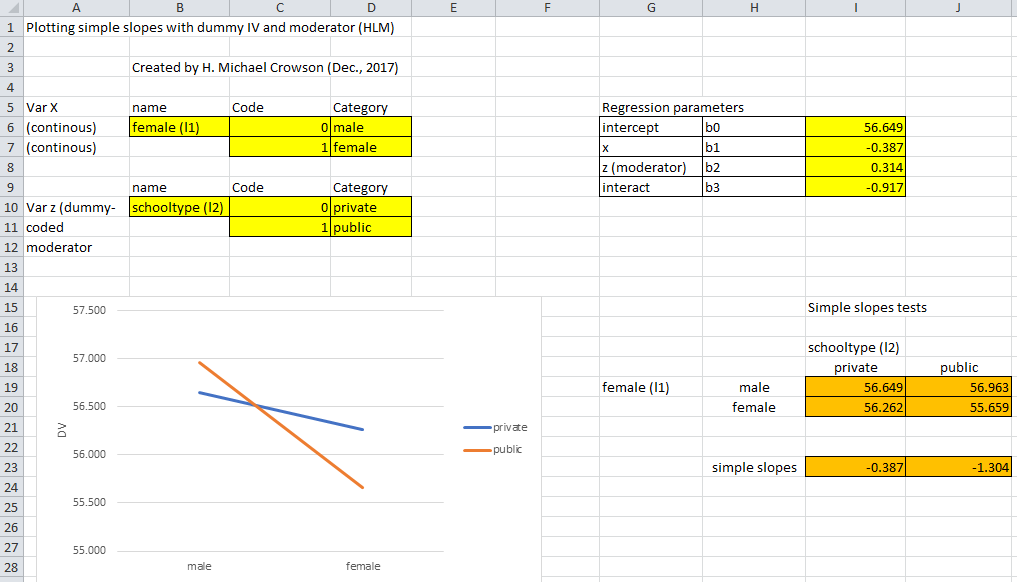 A B C D E F G H I J
1 Plotting simple slopes with dummy IV and moderator (HLM)
2
3 Created by H. Michael Crowson (Dec., 2017)
4
5 Var X name Code Category Regression parameters
6 (continous) female (l1) 0 male intercept b0 56.649
7 (continous) 1 female x b1 -0.387
8 z (moderator) b2 0.314
9 name Code Category interact b3 -0.917
10 Var z (dummy- schooltype (l2) 0 private
11 coded 1 public
12 moderator
13
14
15 Simple slopes tests
16
17 schooltype (l2)
18 private public
19 female (l1) male 56.649 56.963
20 female 56.262 55.659
21
22
23 simple slopes -0.387 -1.304
24
25
26
27
28
57.500
57.000
56.500
56.000
55.500
55.000
DV
male female
private
public